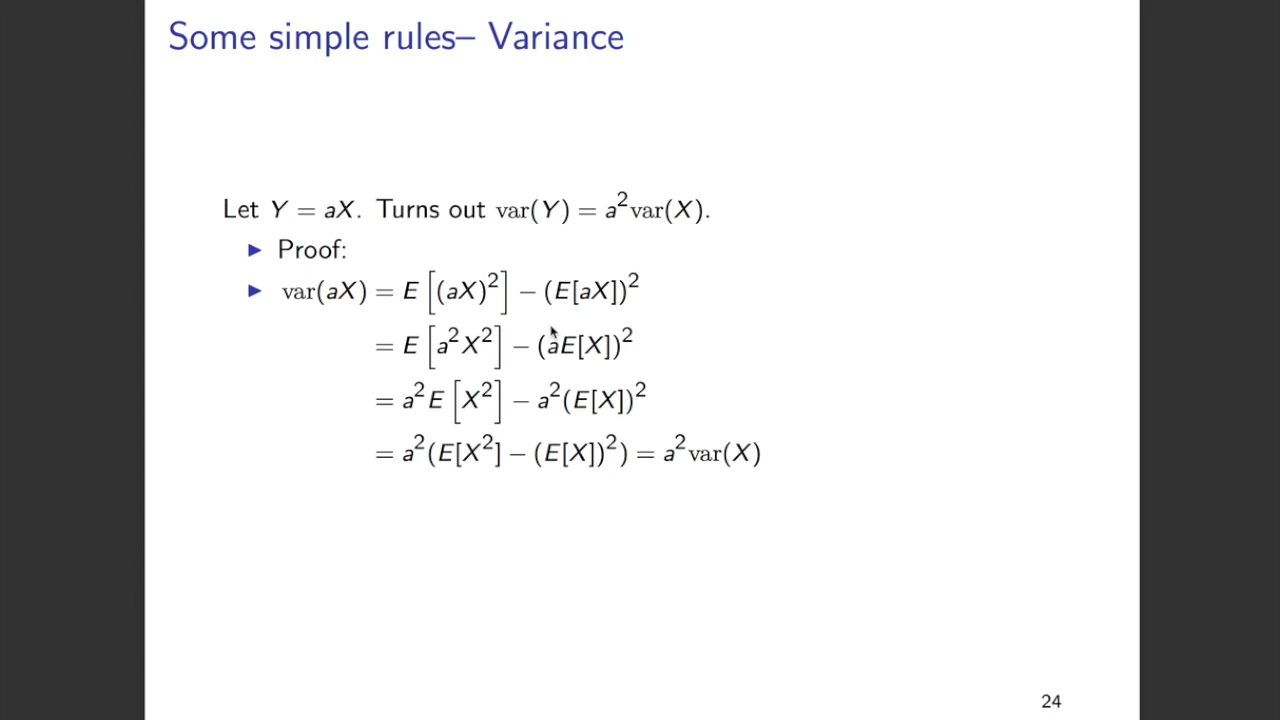 Some simple rules– Variance
Let Y = aX. Turns out var(Y) = a²var(X).
► Proof:
► var(aX) = E[(aX)²] − (E[aX])²
= E[a²X²] − (aE[X])²
= a²E[X²] − a²(E[X])²
= a²(E[X²] − (E[X])²) = a²var(X)
24